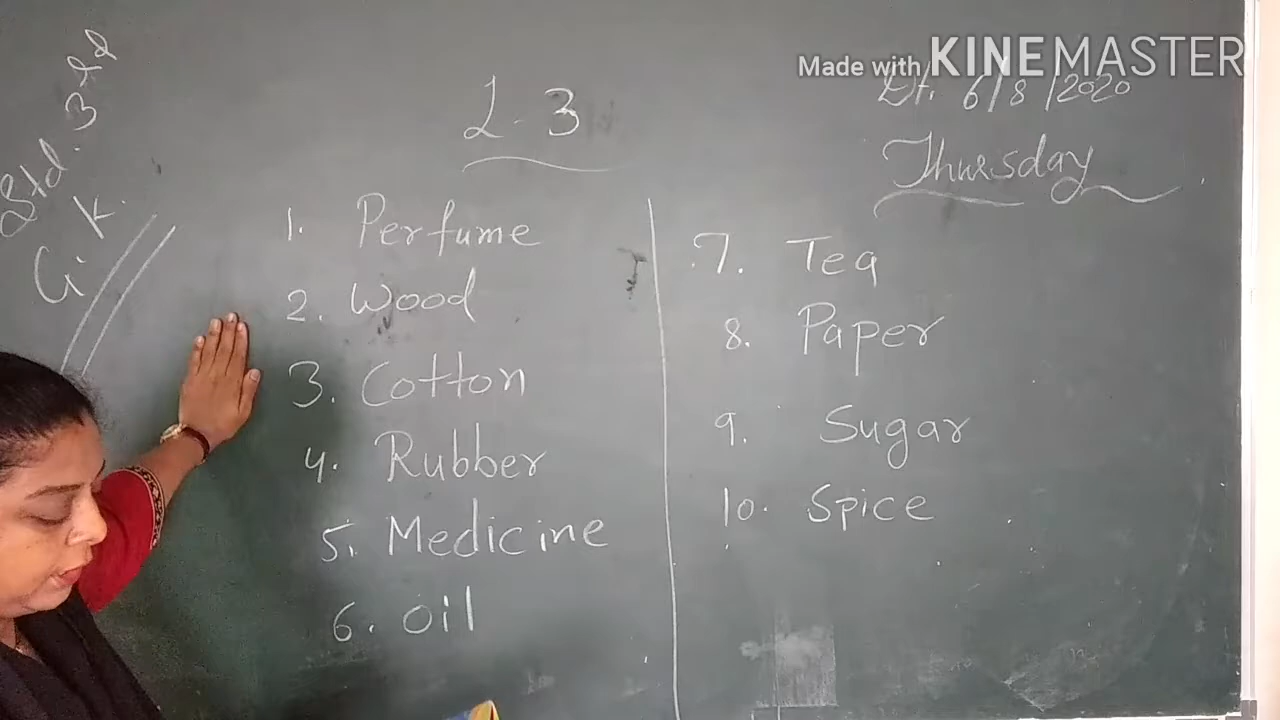 Std. 3rd
G.K.
L-3
Made with KINEMASTER
Dt. 6/8/2020
Thursday
1. Perfume
2. Wood
3. Cotton
4. Rubber
5. Medicine
6. Oil
7. Tea
8. Paper
9. Sugar
10. Spice